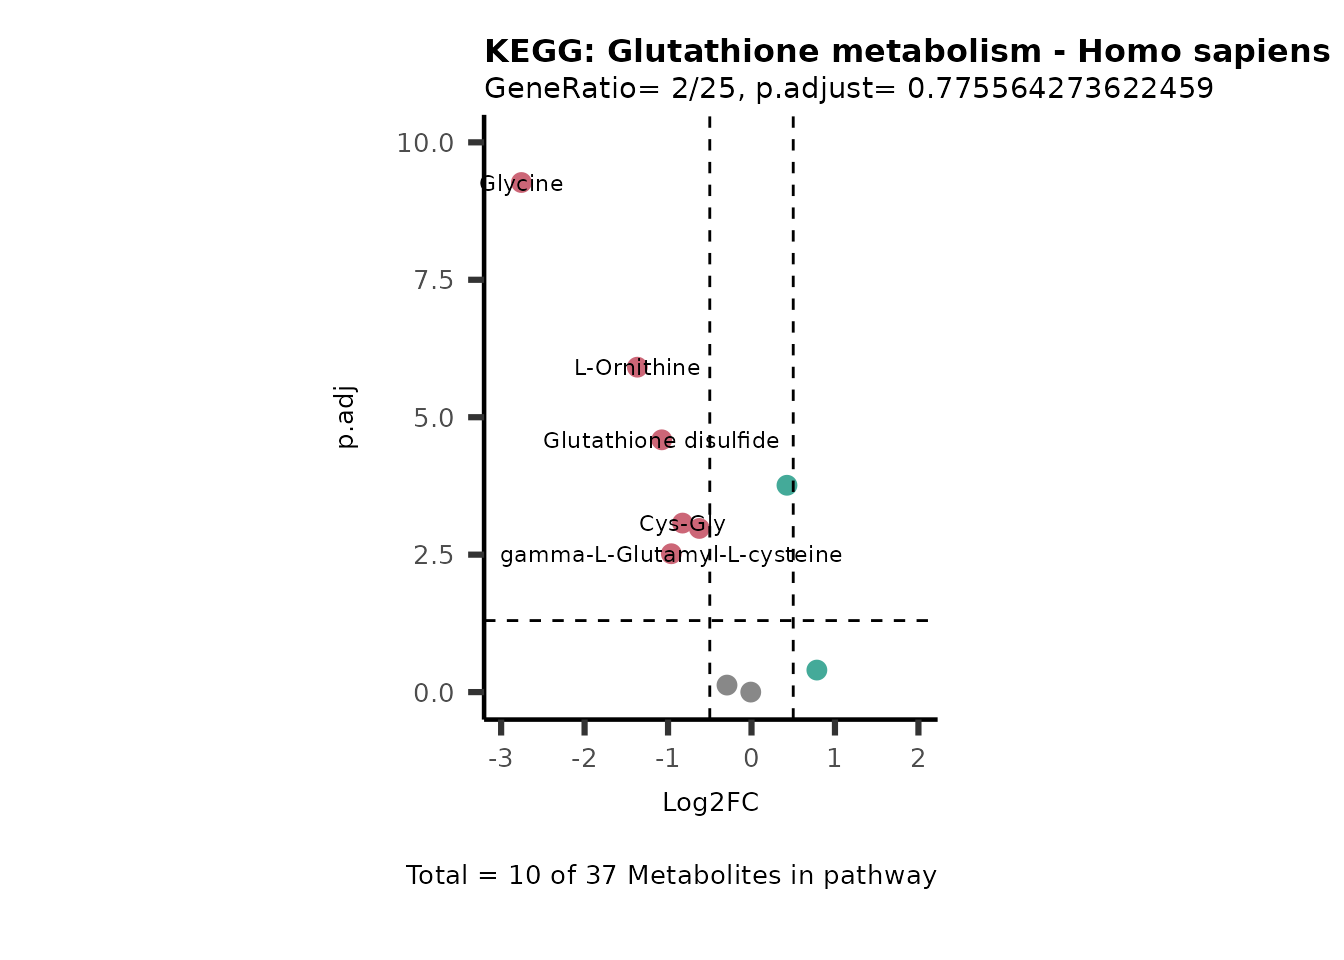 KEGG: Glutathione metabolism - Homo sapiens
GeneRatio= 2/25, p.adjust= 0.775564273622459
10.0
Glycine
7.5
L-Ornithine
p.adj
5.0
Glutathione disulfide
Cys-Gly
2.5
gamma-L-Glutamyl-L-cysteine
0.0
-3 -2 -1 0 1 2
Log2FC
Total = 10 of 37 Metabolites in pathway